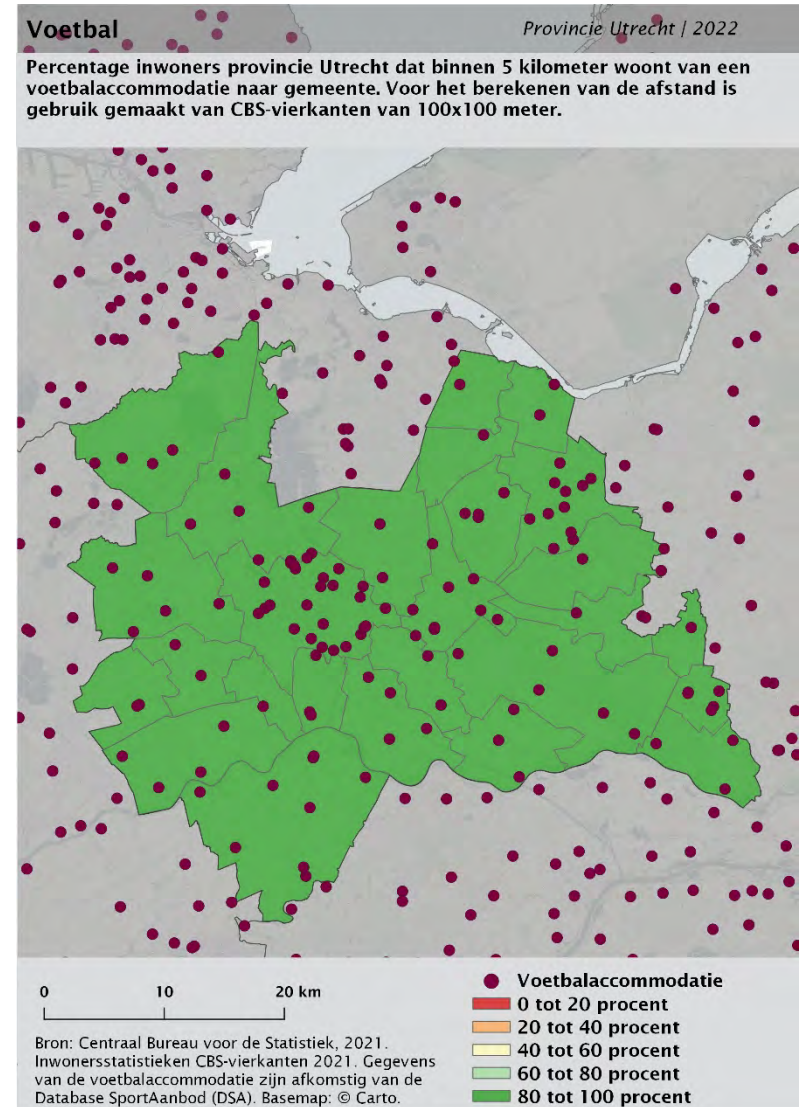 Voetbal
Provincie Utrecht | 2022
Percentage inwoners provincie Utrecht dat binnen 5 kilometer woont van een
voetbalaccommodatie naar gemeente. Voor het berekenen van de afstand is
gebruik gemaakt van CBS-vierkanten van 100x100 meter.
0 10 20 km
Bron: Centraal Bureau voor de Statistiek, 2021.
Inwonersstatistieken CBS-vierkanten 2021. Gegevens
van de voetbalaccommodatie zijn afkomstig van de
Database SportAanbod (DSA). Basemap: © Carto.
Voetbalaccommodatie
0 tot 20 procent
20 tot 40 procent
40 tot 60 procent
60 tot 80 procent
80 tot 100 procent